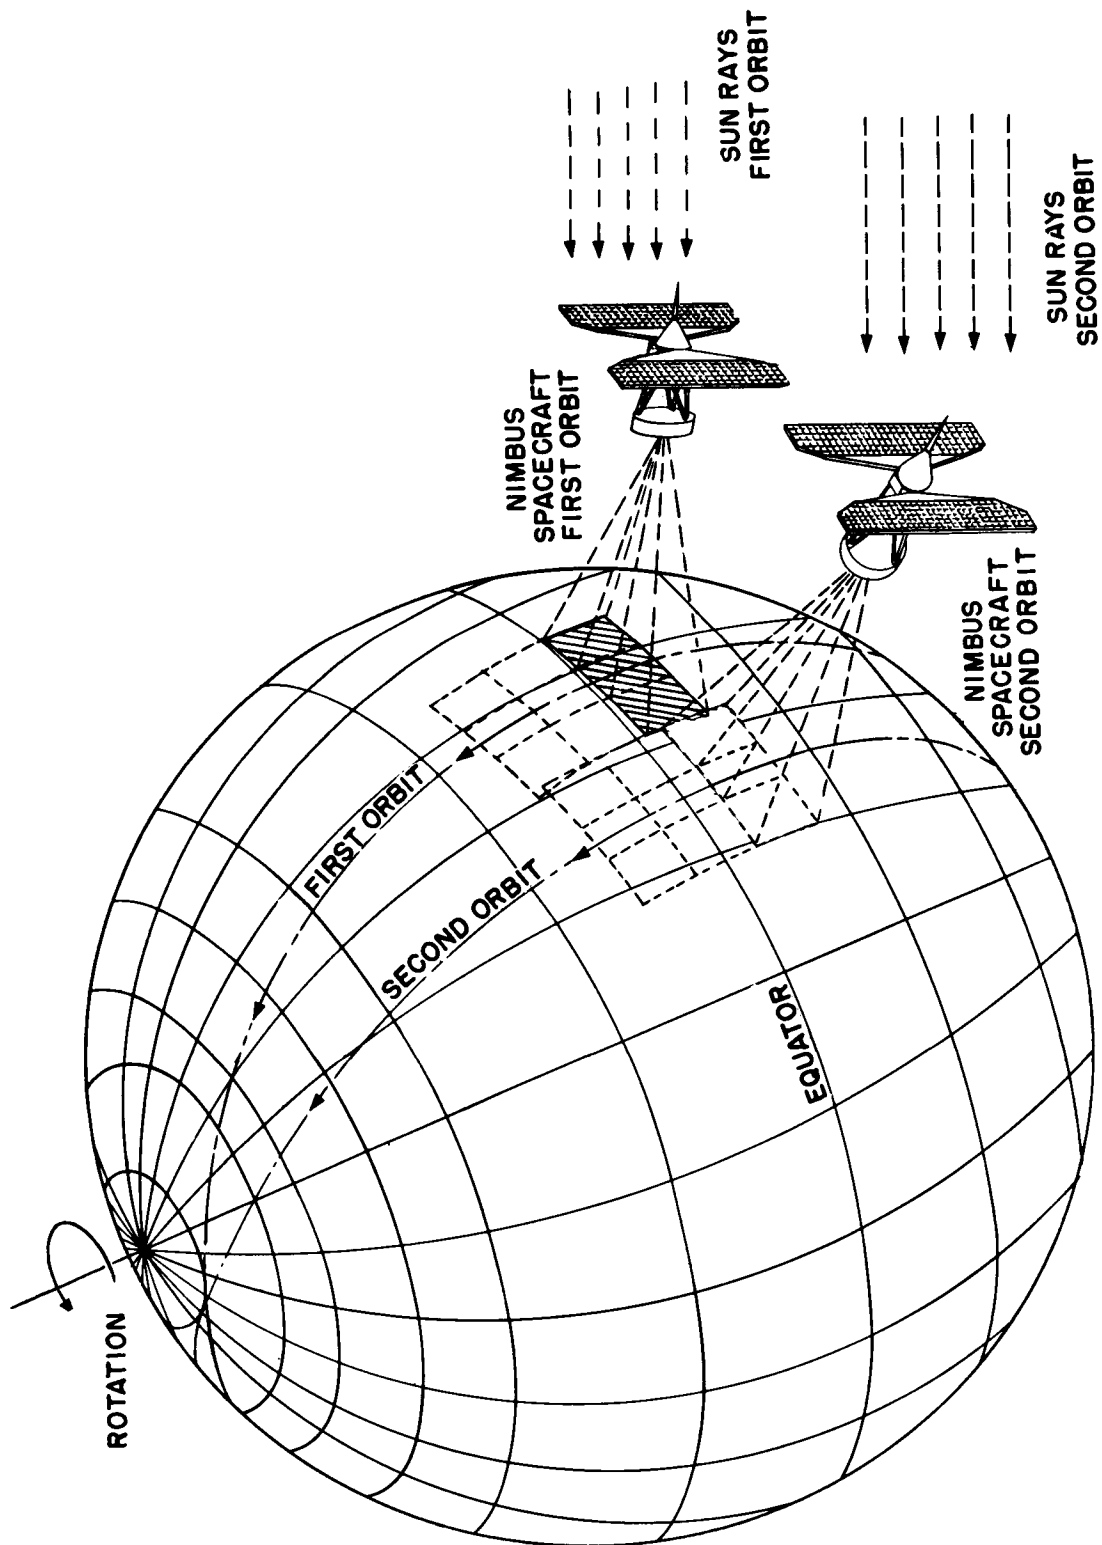 ROTATION
FIRST ORBIT
SECOND ORBIT
EQUATOR
NIMBUS
SPACECRAFT
FIRST ORBIT
SUN RAYS
FIRST ORBIT
NIMBUS
SPACECRAFT
SECOND ORBIT
SUN RAYS
SECOND ORBIT